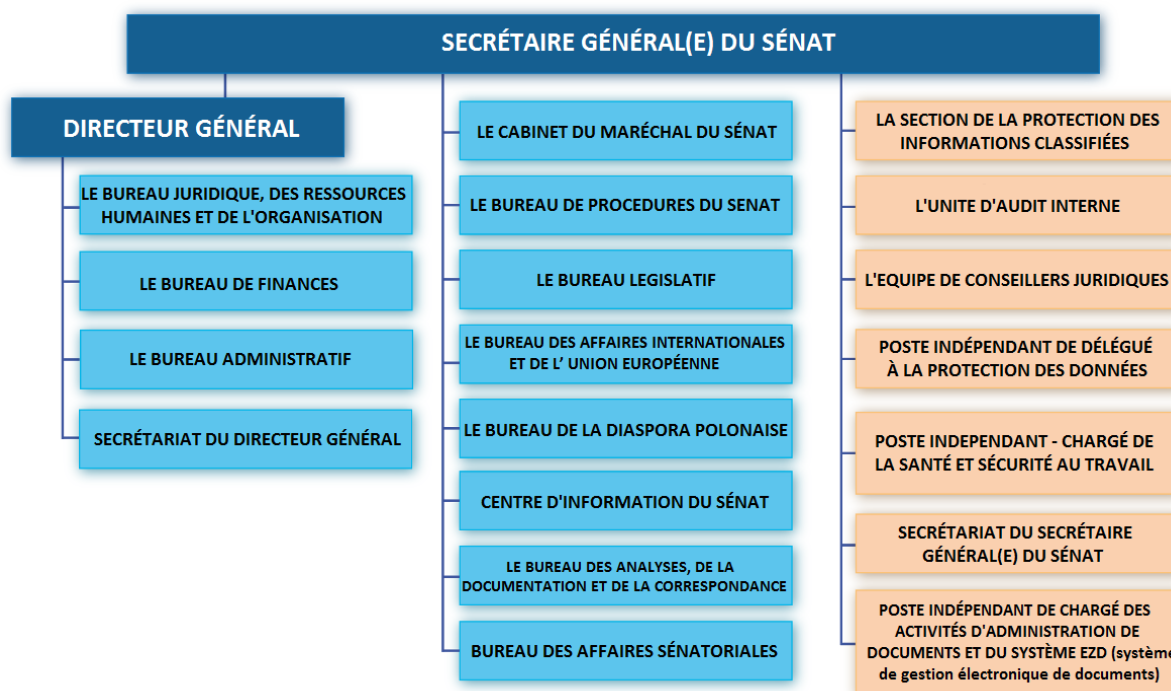 SECRÉTAIRE GÉNÉRAL(E) DU SÉNAT
DIRECTEUR GÉNÉRAL
LE BUREAU JURIDIQUE, DES RESSOURCES
HUMAINES ET DE L'ORGANISATION
LE BUREAU DE FINANCES
LE BUREAU ADMINISTRATIF
SECRÉTARIAT DU DIRECTEUR GÉNÉRAL
LE CABINET DU MARÉCHAL DU SÉNAT
LE BUREAU DE PROCEDURES DU SENAT
LE BUREAU LEGISLATIF
LE BUREAU DES AFFAIRES INTERNATIONALES
ET DE L’ UNION EUROPÉENNE
LE BUREAU DE LA DIASPORA POLONAISE
CENTRE D'INFORMATION DU SÉNAT
LE BUREAU DES ANALYSES, DE LA
DOCUMENTATION ET DE LA CORRESPONDANCE
BUREAU DES AFFAIRES SÉNATORIALES
LA SECTION DE LA PROTECTION DES
INFORMATIONS CLASSIFIÉES
L'UNITE D'AUDIT INTERNE
L'EQUIPE DE CONSEILLERS JURIDIQUES
POSTE INDÉPENDANT DE DÉLÉGUÉ
À LA PROTECTION DES DONNÉES
POSTE INDEPENDANT - CHARGÉ DE
LA SANTÉ ET SÉCURITÉ AU TRAVAIL
SECRÉTARIAT DU SECRÉTAIRE
GÉNÉRAL(E) DU SÉNAT
POSTE INDÉPENDANT DE CHARGÉ DES
ACTIVITÉS D'ADMINISTRATION DE
DOCUMENTS ET DU SYSTÈME EZD (système
de gestion électronique de documents)